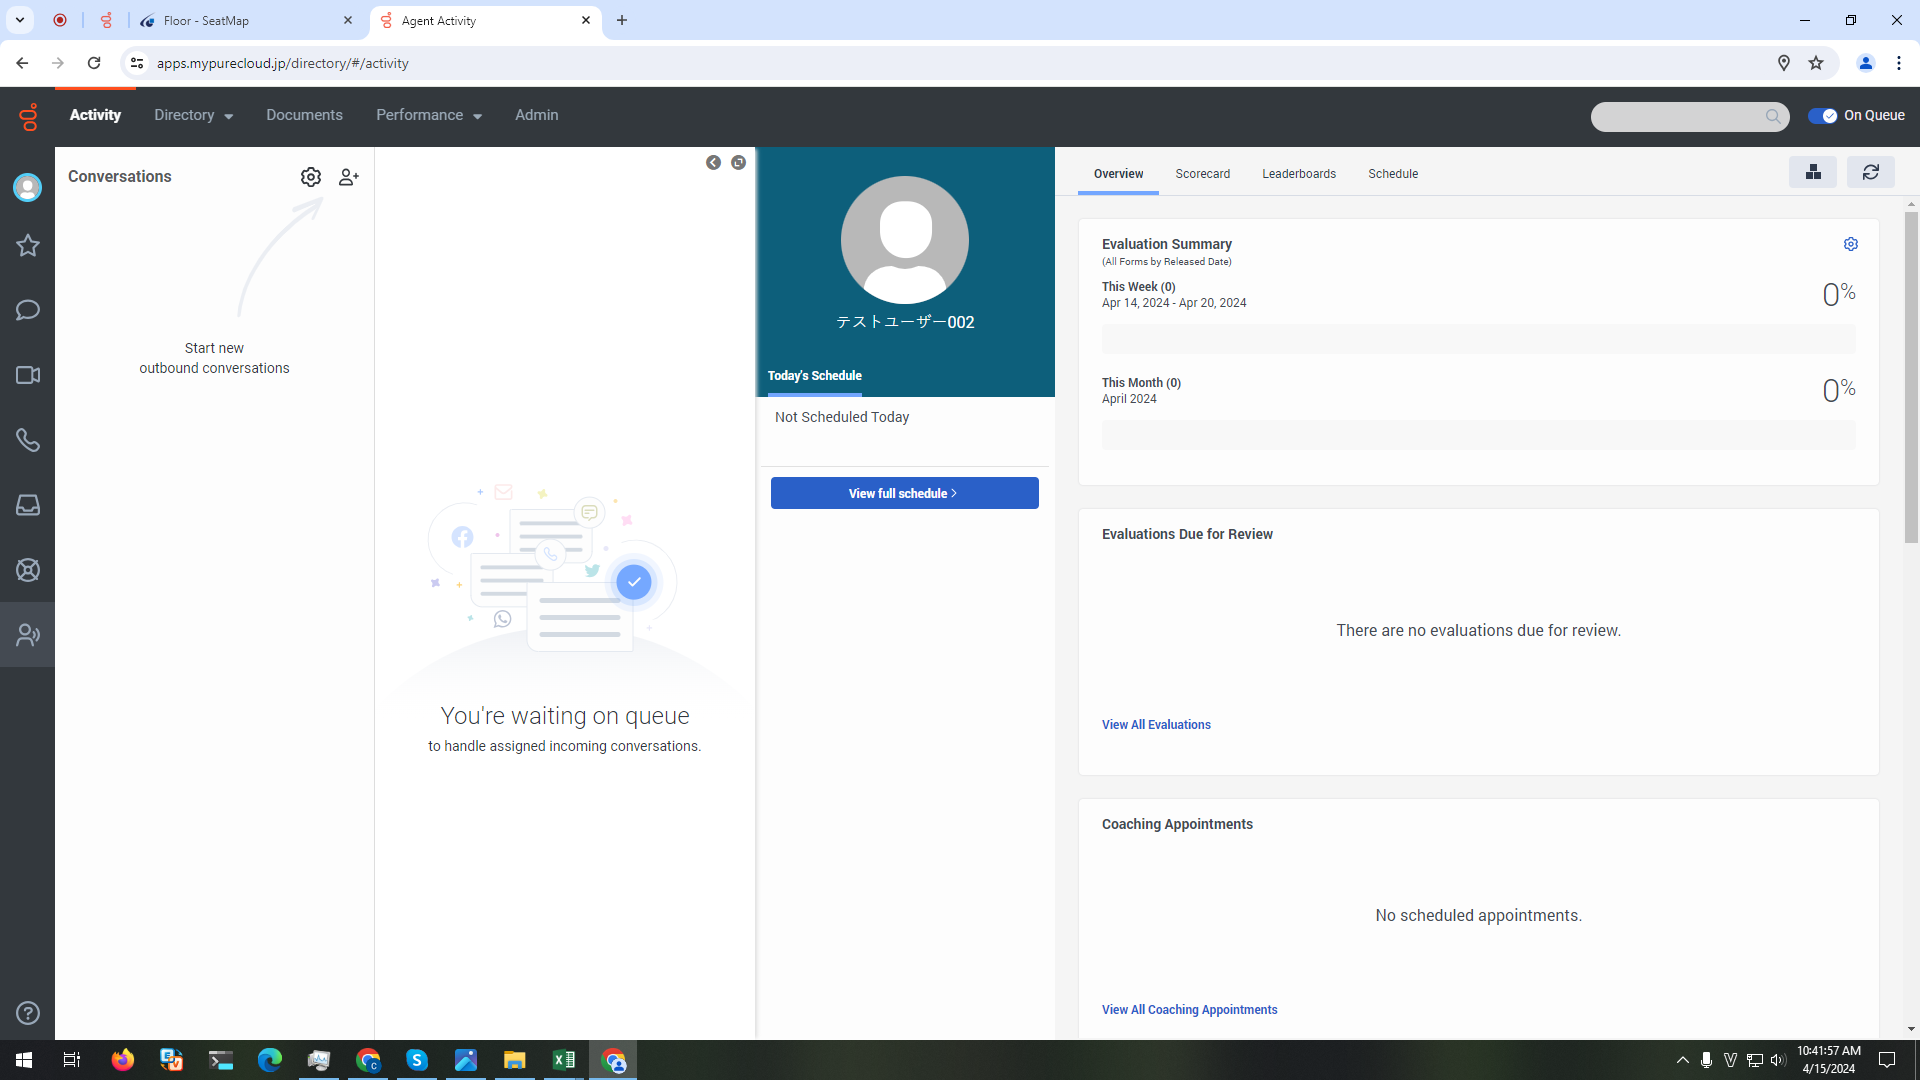 Floor - SeatMap
Agent Activity
apps.mypurecloud.jp/directory/#/activity
Activity
Directory
Documents
Performance
Admin
On Queue
Conversations
Start new
outbound conversations
You're waiting on queue
to handle assigned incoming conversations.
テストユーザー002
Today's Schedule
Not Scheduled Today
View full schedule
Overview
Scorecard
Leaderboards
Schedule
Evaluation Summary
(All Forms by Released Date)
This Week (0)
Apr 14, 2024 - Apr 20, 2024
0%
This Month (0)
April 2024
0%
Evaluations Due for Review
There are no evaluations due for review.
View All Evaluations
Coaching Appointments
No scheduled appointments.
View All Coaching Appointments
10:41:57 AM
4/15/2024